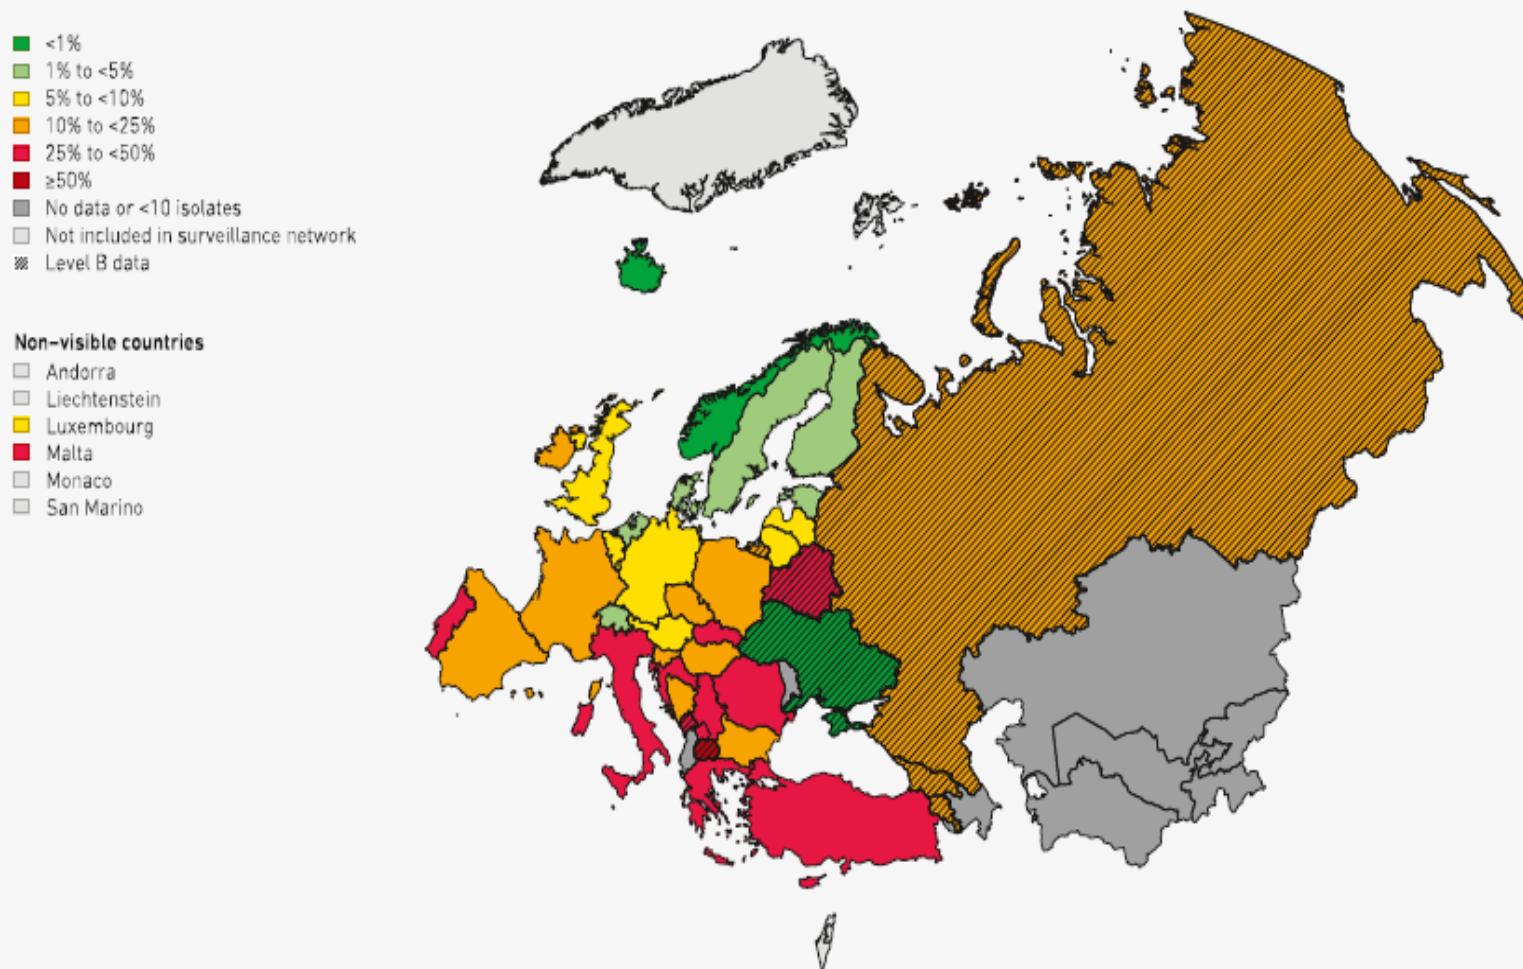 <1%
1% to <5%
5% to <10%
10% to <25%
25% to <50%
≥50%
No data or <10 isolates
Not included in surveillance network
Level B data
Non-visible countries
Andorra
Liechtenstein
Luxembourg
Malta
Monaco
San Marino